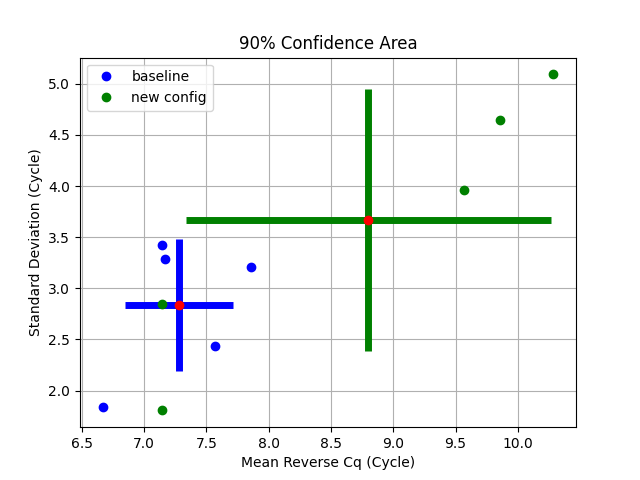 90% Confidence Area
baseline
new config
Standard Deviation (Cycle)
5.0
4.5
4.0
3.5
3.0
2.5
2.0
6.5 7.0 7.5 8.0 8.5 9.0 9.5 10.0
Mean Reverse Cq (Cycle)